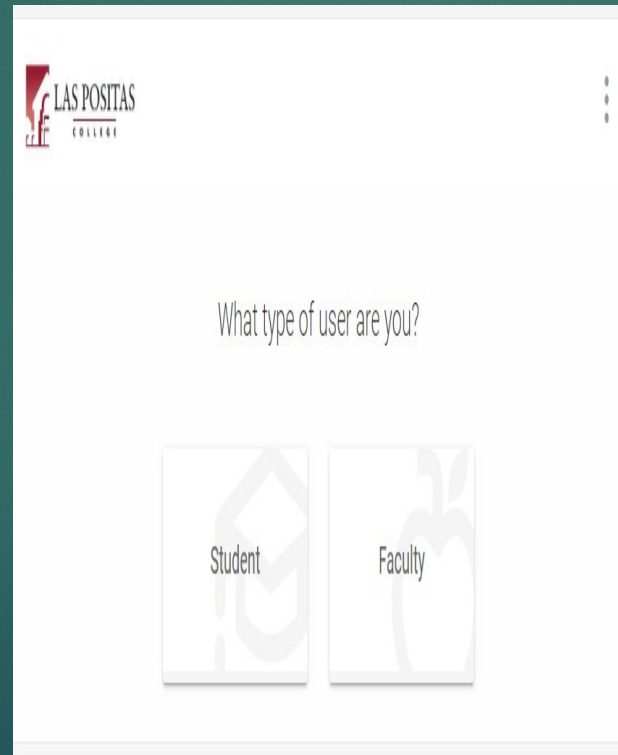 LAS POSITAS
COLLEGE
What type of user are you?
Student
Faculty